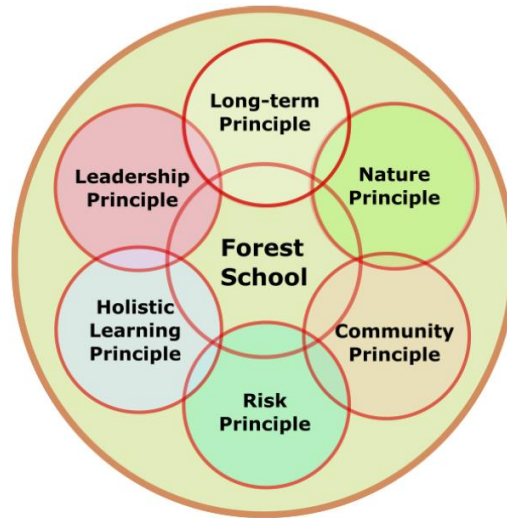 Long-term
Principle
Leadership
Principle
Nature
Principle
Forest
School
Holistic
Learning
Principle
Community
Principle
Risk
Principle